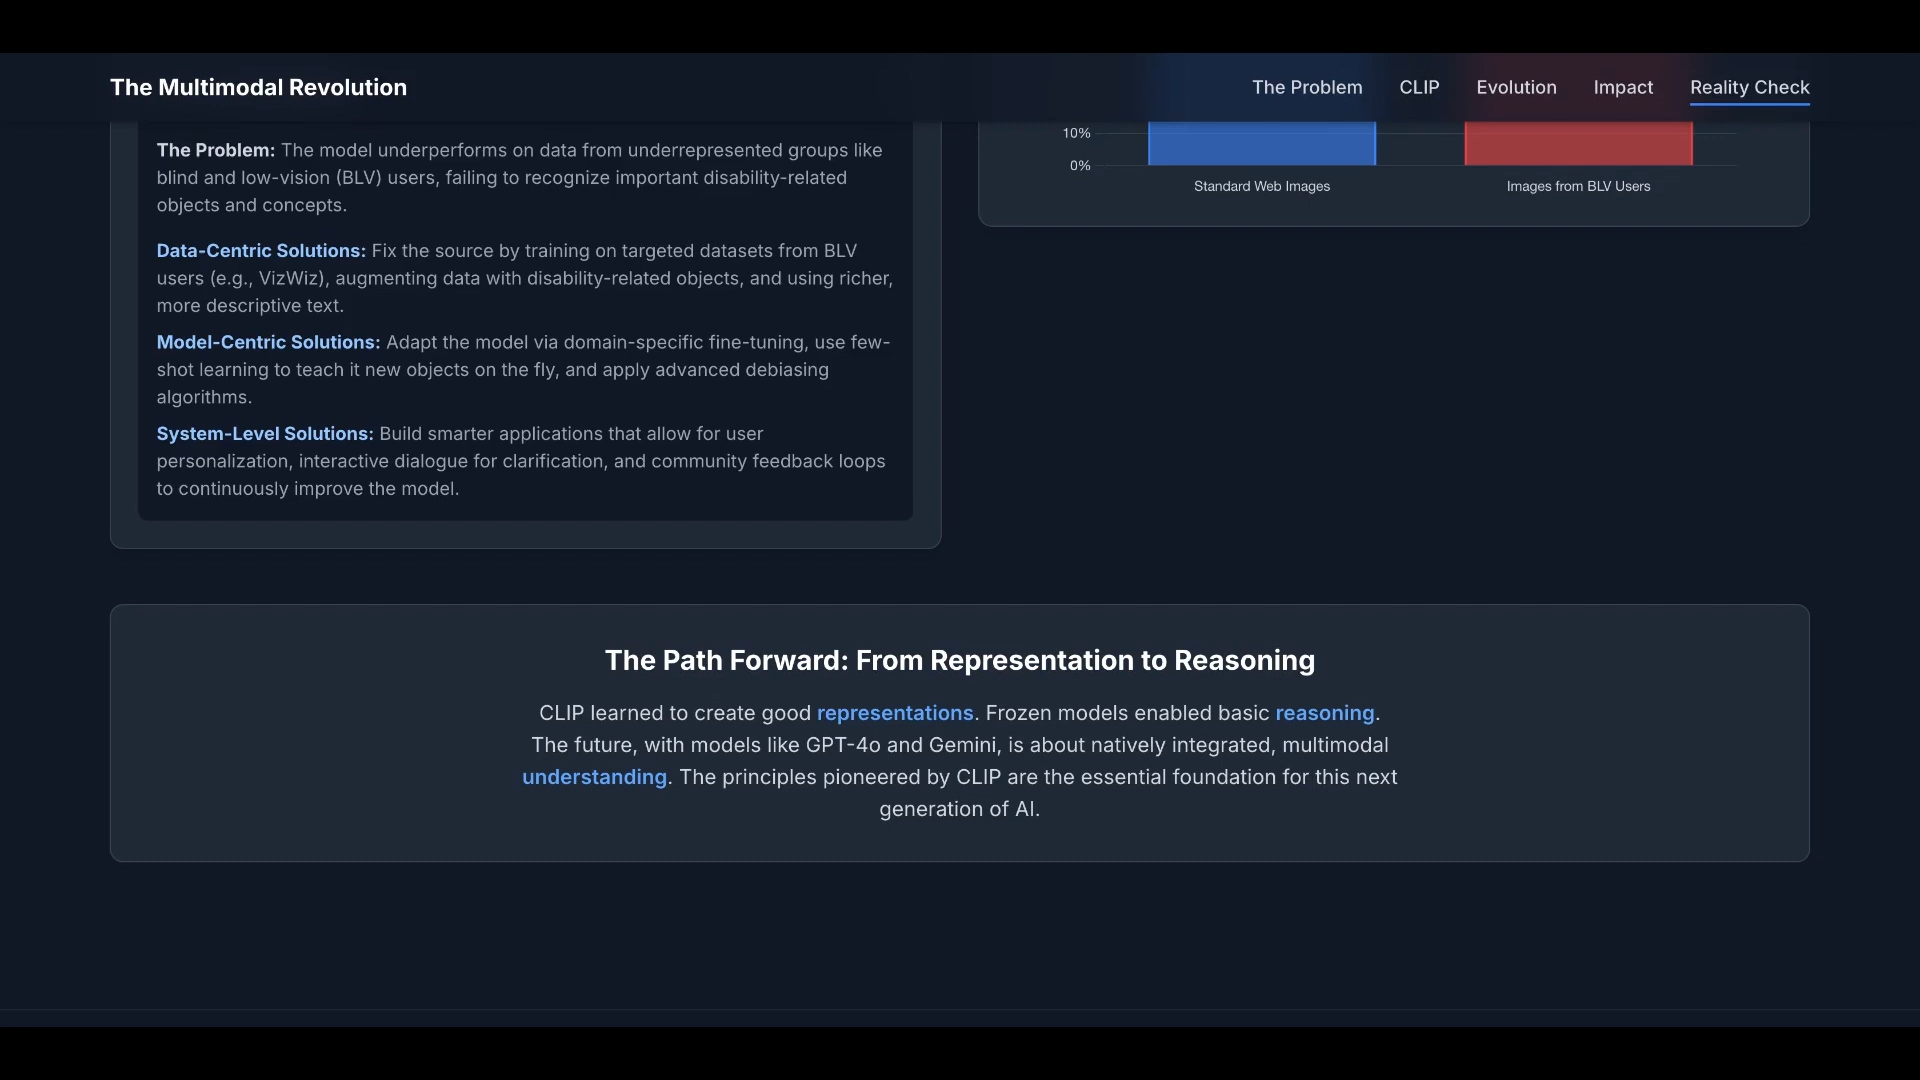 The Multimodal Revolution
The Problem
CLIP
Evolution
Impact
Reality Check
The Problem: The model underperforms on data from underrepresented groups like
blind and low-vision (BLV) users, failing to recognize important disability-related
objects and concepts.
Data-Centric Solutions: Fix the source by training on targeted datasets from BLV
users (e.g., VizWiz), augmenting data with disability-related objects, and using richer,
more descriptive text.
Model-Centric Solutions: Adapt the model via domain-specific fine-tuning, use few-
shot learning to teach it new objects on the fly, and apply advanced debiasing
algorithms.
System-Level Solutions: Build smarter applications that allow for user
personalization, interactive dialogue for clarification, and community feedback loops
to continuously improve the model.
10%
0%
Standard Web Images
Images from BLV Users
The Path Forward: From Representation to Reasoning
CLIP learned to create good representations. Frozen models enabled basic reasoning.
The future, with models like GPT-4o and Gemini, is about natively integrated, multimodal
understanding. The principles pioneered by CLIP are the essential foundation for this next
generation of AI.